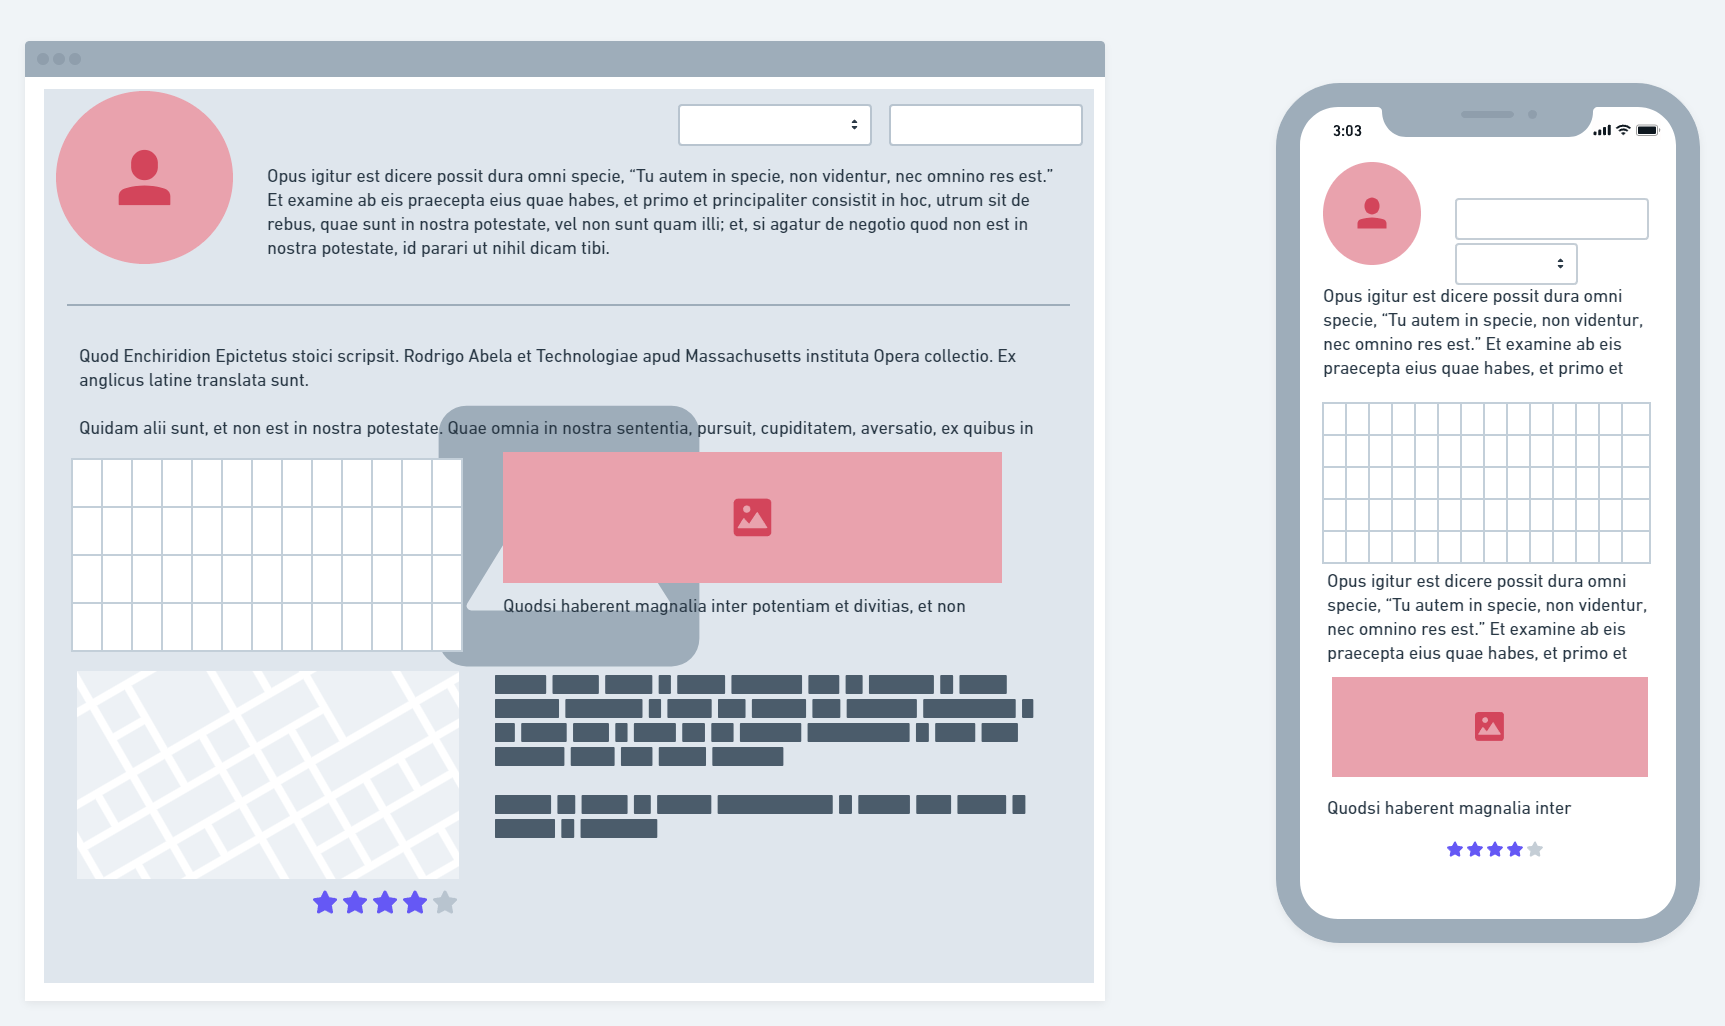 Opus igitur est dicere possit dura omni specie, “Tu autem in specie, non videntur, nec omnino res est.”
Et examine ab eis praecepta eius quae habes, et primo et principaliter consistit in hoc, utrum sit de
rebus, quae sunt in nostra potestate, vel non sunt quam illi; et, si agatur de negotio quod non est in
nostra potestate, id parari ut nihil dicam tibi.
Quod Enchiridion Epictetus stoici scripsit. Rodrigo Abela et Technologiae apud Massachusetts instituta Opera collectio. Ex
anglicus latine translata sunt.
Quidam alii sunt, et non est in nostra potestate. Quae omnia in nostra sententia, pursuit, cupiditatem, aversatio, ex quibus in
Quodsi haberent magnalia inter potentiam et divitias, et non
3:03
Opus igitur est dicere possit dura omni
specie, “Tu autem in specie, non videntur,
nec omnino res est.” Et examine ab eis
praecepta eius quae habes, et primo et
Opus igitur est dicere possit dura omni
specie, “Tu autem in specie, non videntur,
nec omnino res est.” Et examine ab eis
praecepta eius quae habes, et primo et
Quodsi haberent magnalia inter